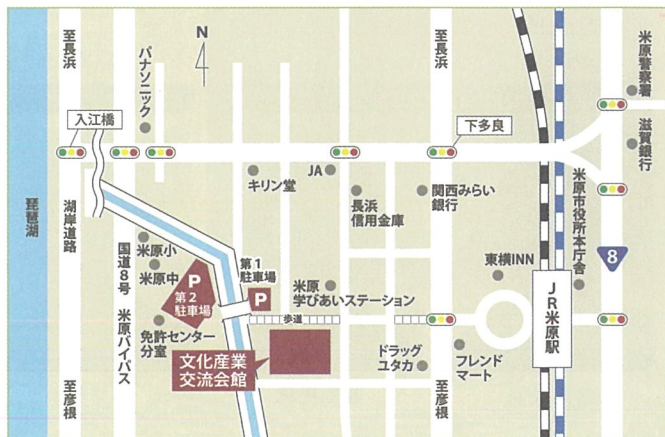 至長浜
パナソニック
N
至長浜
米原警察署
滋賀銀行
入江橋
下多良
キリン堂
JA
長浜
信用金庫
関西みらい
銀行
琵琶湖
湖岸道路
国道8号 米原バイパス
米原小
米原中
P
第2
駐車場
第1
駐車場
P
米原
学びあいステーション
東横INN
米原市役所本庁舎
8
JR米原駅
歩道
免許センター
分室
文化産業
交流会館
ドラッグ
ユタカ
フレンド
マート
至彦根
至彦根